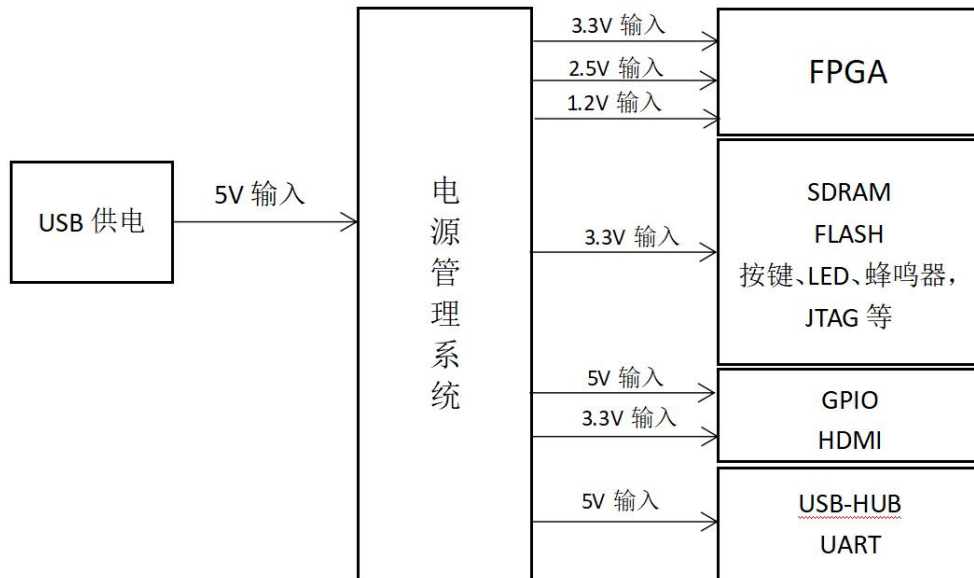 USB 供电
5V 输入
电
源
管
理
系
统
3.3V 输入
2.5V 输入
1.2V 输入
FPGA
3.3V 输入
SDRAM
FLASH
按键、LED、蜂鸣器，
JTAG 等
5V 输入
3.3V 输入
GPIO
HDMI
5V 输入
USB-HUB
UART